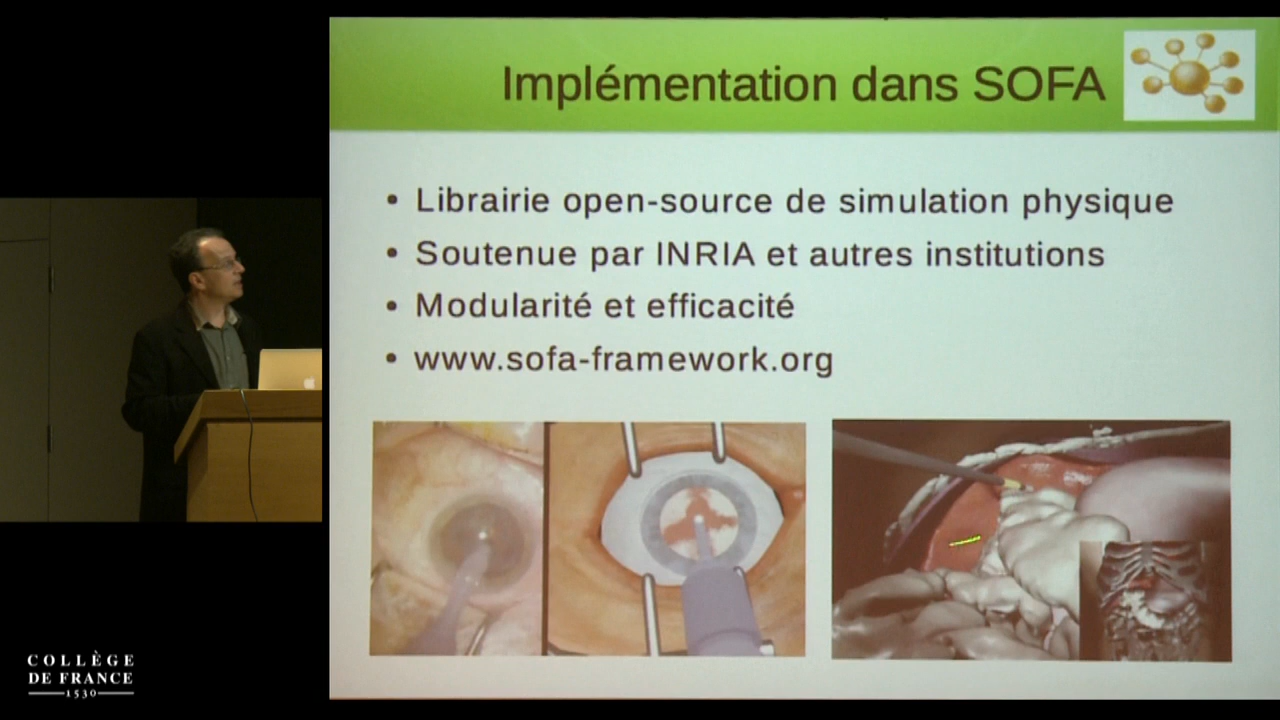 Implémentation dans SOFA
• Librairie open-source de simulation physique
• Soutenue par INRIA et autres institutions
• Modularité et efficacité
• www.sofa-framework.org
COLLÈGE
DE FRANCE
1530